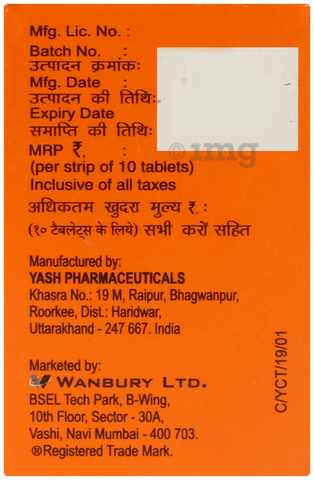 Mfg. Lic. No. :
Batch No. :
उत्पादन क्रमांकः
Mfg. Date :
उत्पादन की तिथिः
Expiry Date
समाप्ति की तिथिः
MRP ₹. :
(per strip of 10 tablets)
Inclusive of all taxes
अधिकतम खुदरा मूल्य ₹. :
(१० टैबलेट्स के लिये) सभी करों सहित
Manufactured by:
YASH PHARMACEUTICALS
Khasra No.: 19 M, Raipur, Bhagwanpur,
Roorkee, Dist.: Haridwar,
Uttarakhand - 247 667. India
Marketed by:
WANBURY LTD.
BSEL Tech Park, B-Wing,
10th Floor, Sector - 30A,
Vashi, Navi Mumbai - 400 703.
®Registered Trade Mark.
C/YCT/19/01
1mg